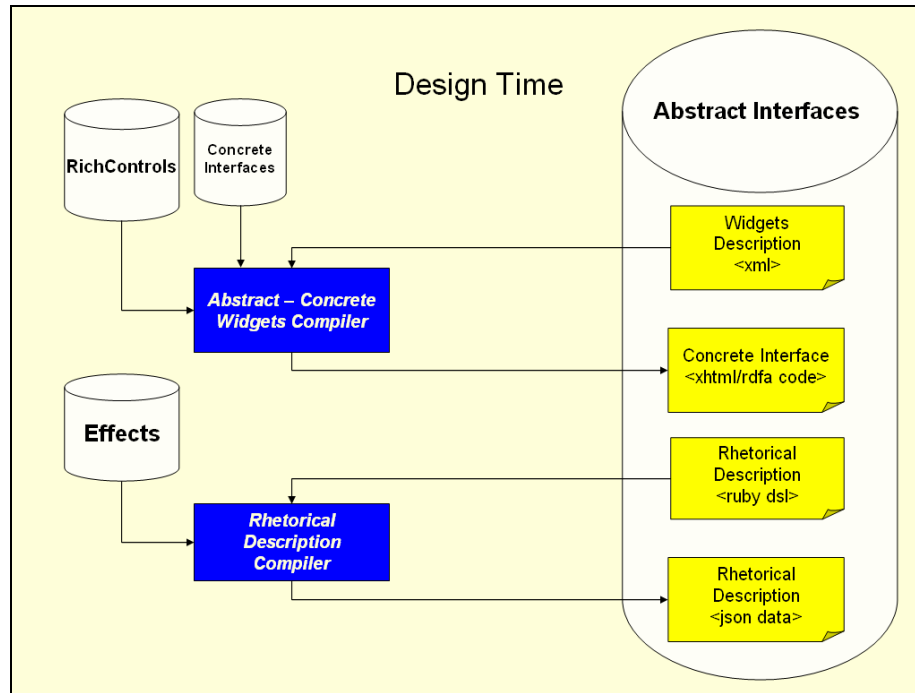 Design Time
Abstract Interfaces
RichControls
Concrete
Interfaces
Widgets
Description
<xml>
Abstract – Concrete
Widgets Compiler
Concrete Interface
<xhtml/rdfa code>
Effects
Rhetorical
Description
<ruby dsl>
Rhetorical
Description
Compiler
Rhetorical
Description
<json data>